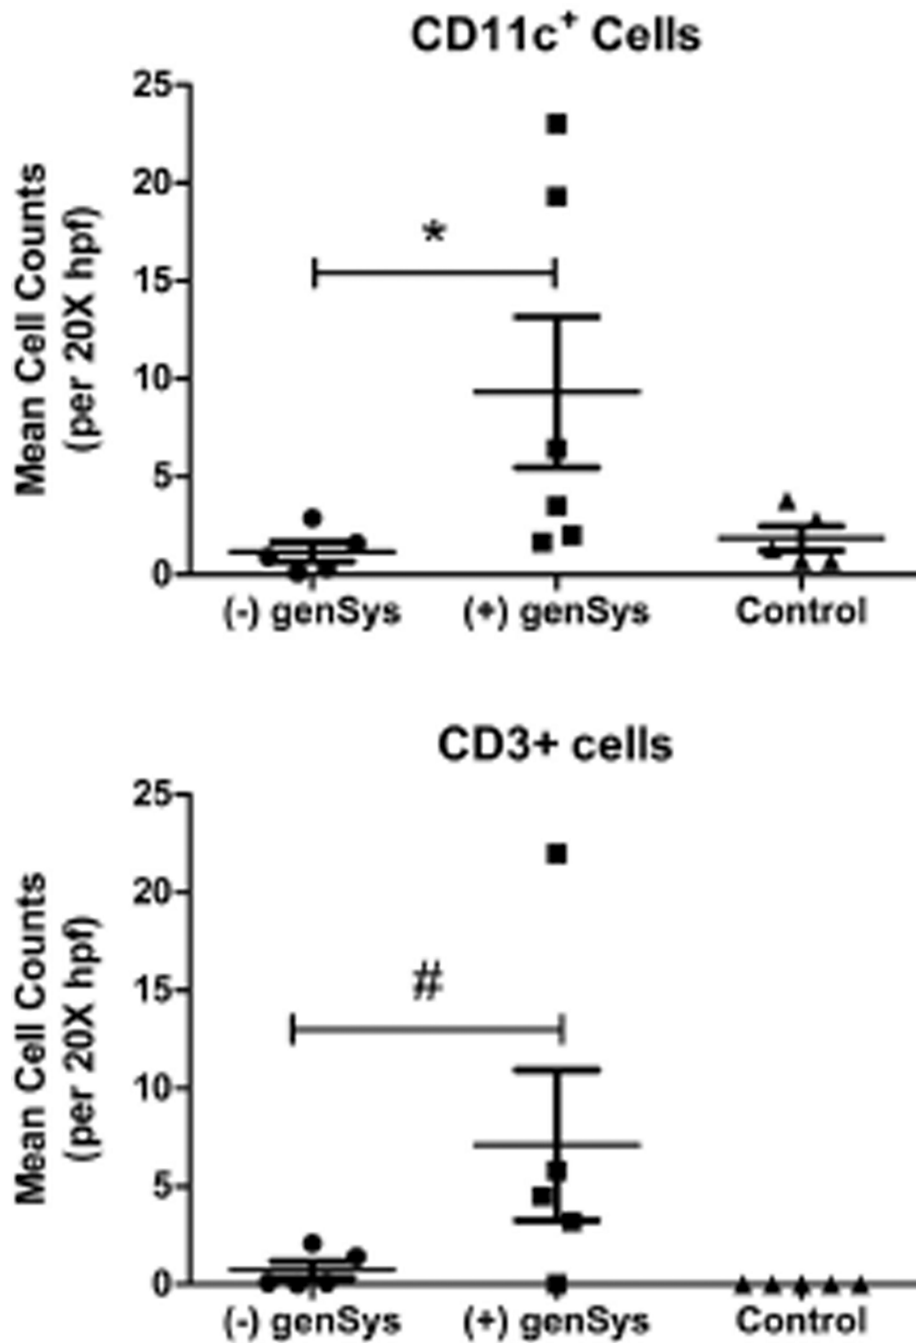 CD11c⁺ Cells
Mean Cell Counts
(per 20X hpf)
25
20
15
10
5
0
*
(-) genSys
(+) genSys
Control
CD3+ cells
Mean Cell Counts
(per 20X hpf)
25
20
15
10
5
0
#
(-) genSys
(+) genSys
Control